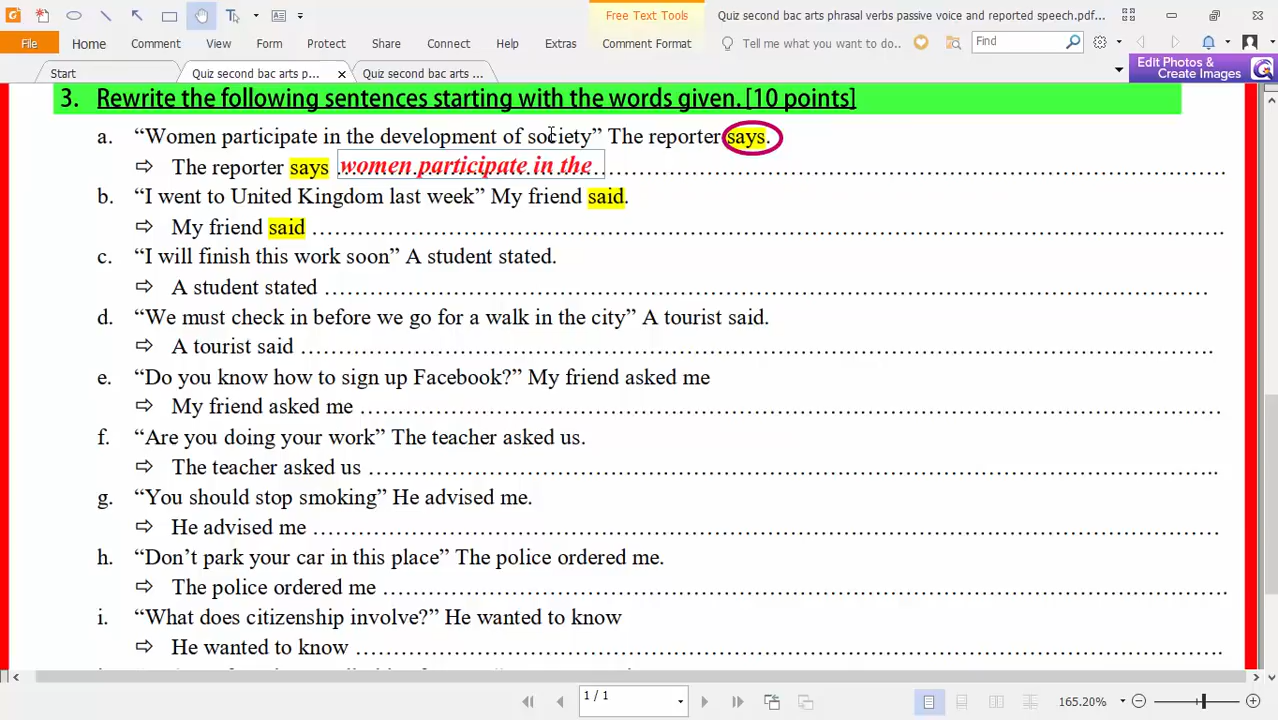 Free Text Tools
Quiz second bac arts phrasal verbs passive voice and reported speech.pdf...
File Home Comment View Form Protect Share Connect Help Extras Comment Format Tell me what you want to do.. Find
Edit Photos &
Create Images
Start Quiz second bac arts p... Quiz second bac arts ...
3. Rewrite the following sentences starting with the words given. [10 points]
a. “Women participate in the development of society” The reporter says.
⇨ The reporter says women participate in the ……………………………………………………
b. “I went to United Kingdom last week” My friend said.
⇨ My friend said ……………………………………………………………………………
c. “I will finish this work soon” A student stated.
⇨ A student stated ……………………………………………………………………………
d. “We must check in before we go for a walk in the city” A tourist said.
⇨ A tourist said ……………………………………………………………………………..
e. “Do you know how to sign up Facebook?” My friend asked me
⇨ My friend asked me ……………………………………………………………………………
f. “Are you doing your work” The teacher asked us.
⇨ The teacher asked us ……………………………………………………………………………..
g. “You should stop smoking” He advised me.
⇨ He advised me ……………………………………………………………………………
h. “Don’t park your car in this place” The police ordered me.
⇨ The police ordered me ……………………………………………………………………………..
i. “What does citizenship involve?” He wanted to know
⇨ He wanted to know ……………………………………………………………………………..
1 / 1
165.20%